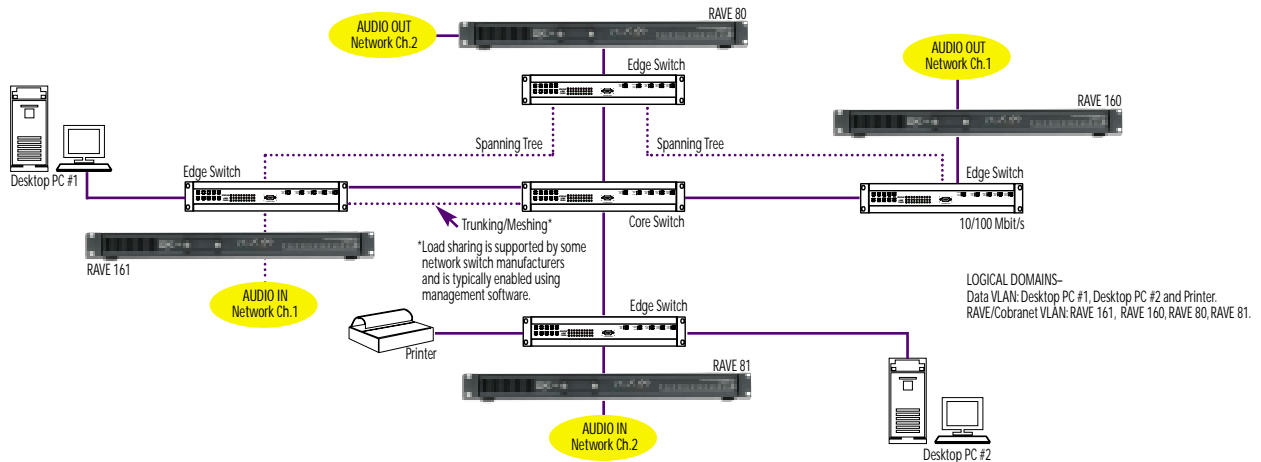 RAVE 80
AUDIO OUT
Network Ch.2
Edge Switch
AUDIO OUT
Network Ch.1
RAVE 160
Spanning Tree
Spanning Tree
Desktop PC #1
Edge Switch
Edge Switch
Core Switch
10/100 Mbit/s
Trunking/Meshing*
*Load sharing is supported by some
network switch manufacturers
and is typically enabled using
management software.
RAVE 161
AUDIO IN
Network Ch.1
LOGICAL DOMAINS–
Data VLAN: Desktop PC #1, Desktop PC #2 and Printer.
RAVE/Cobranet VLAN: RAVE 161, RAVE 160, RAVE 80, RAVE 81.
Edge Switch
Printer
RAVE 81
AUDIO IN
Network Ch.2
Desktop PC #2